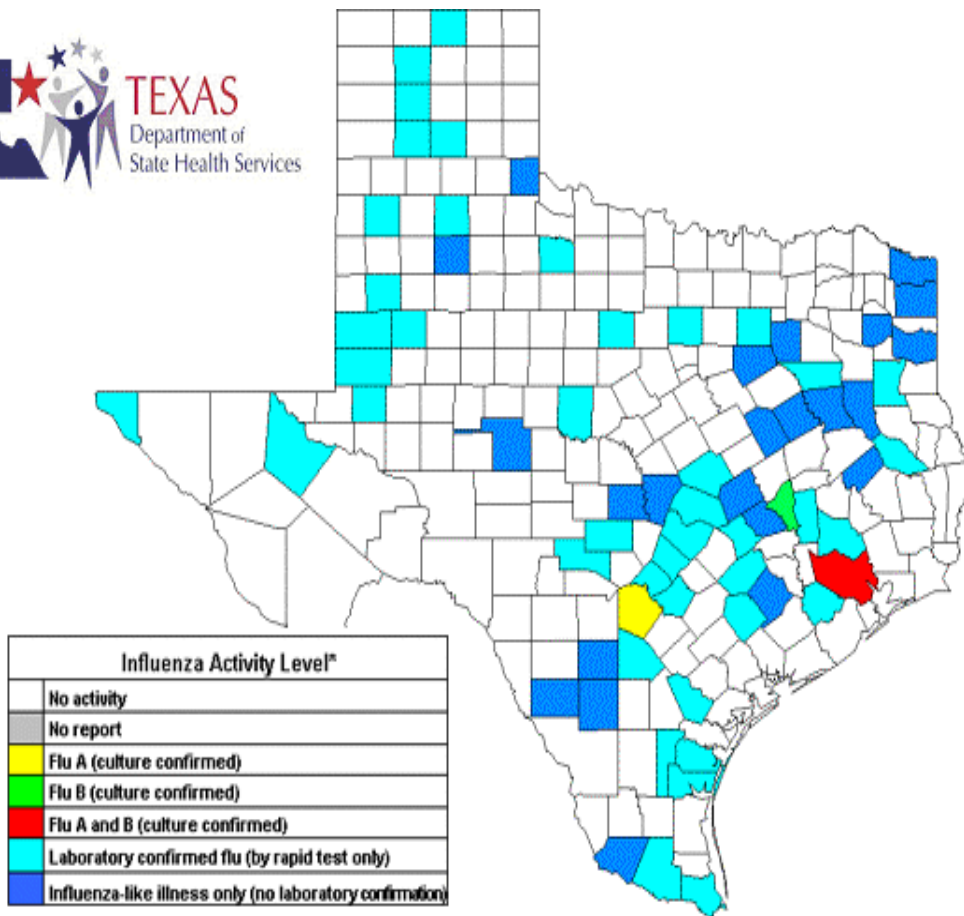 TEXAS
Department of
State Health Services
Influenza Activity Level*
No activity
No report
Flu A (culture confirmed)
Flu B (culture confirmed)
Flu A and B (culture confirmed)
Laboratory confirmed flu (by rapid test only)
Influenza-like illness only (no laboratory confirmation)